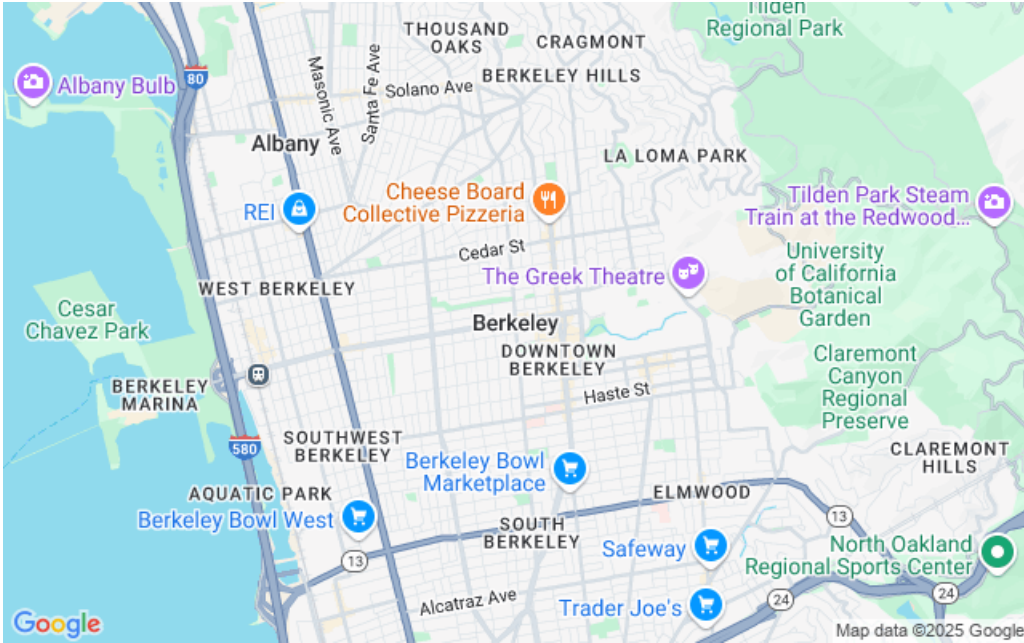 Tilden
Regional Park
THOUSAND
OAKS
CRAGMONT
BERKELEY HILLS
80
Albany Bulb
Solano Ave
Masonic Ave
Santa Fe Ave
Albany
LA LOMA PARK
Cheese Board
Collective Pizzeria
REI
Tilden Park Steam
Train at the Redwood...
Cedar St
The Greek Theatre
University
of California
Botanical
Garden
WEST BERKELEY
Cesar
Chavez Park
Berkeley
DOWNTOWN
BERKELEY
Claremont
Canyon
Regional
Preserve
BERKELEY
MARINA
Haste St
580
SOUTHWEST
BERKELEY
Berkeley Bowl
Marketplace
CLAREMONT
HILLS
AQUATIC PARK
Berkeley Bowl West
ELMWOOD
13
SOUTH
BERKELEY
Safeway
North Oakland
Regional Sports Center
13
Alcatraz Ave
Trader Joe's
24
24
Google
Map data ©2025 Google